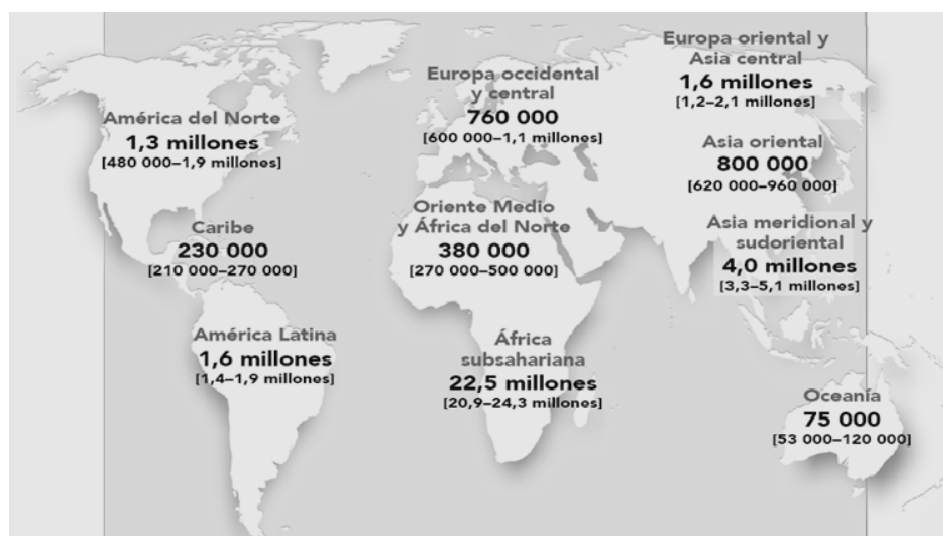 América del Norte
1,3 millones
[480 000–1,9 millones]
Caribe
230 000
[210 000–270 000]
América Latina
1,6 millones
[1,4–1,9 millones]
Europa occidental
y central
760 000
[600 000–1,1 millones]
Oriente Medio
y África del Norte
380 000
[270 000–500 000]
África
subsahariana
22,5 millones
[20,9–24,3 millones]
Europa oriental y
Asia central
1,6 millones
[1,2–2,1 millones]
Asia oriental
800 000
[620 000–960 000]
Asia meridional y
sudoriental
4,0 millones
[3,3–5,1 millones]
Oceanía
75 000
[53 000–120 000]